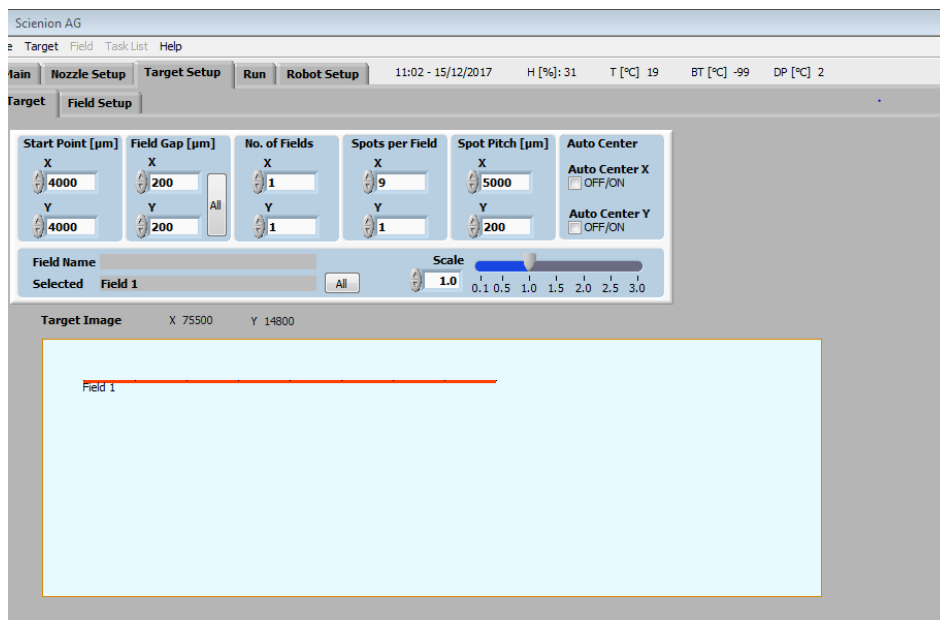 Scienion AG
e Target Field Task List Help
Main Nozzle Setup Target Setup Run Robot Setup 11:02 - 15/12/2017 H [%]: 31 T [°C] 19 BT [°C] -99 DP [°C] 2
Target Field Setup
Start Point [µm] Field Gap [µm] No. of Fields Spots per Field Spot Pitch [µm] Auto Center
X X X X X Auto Center X
4000 200 1 9 5000 OFF/ON
Y Y Y Y Y Auto Center Y
4000 200 All 1 1 200 OFF/ON
Field Name Scale
Selected Field 1 All 1.0 0.1 0.5 1.0 1.5 2.0 2.5 3.0
Target Image X 75500 Y 14800
Field 1